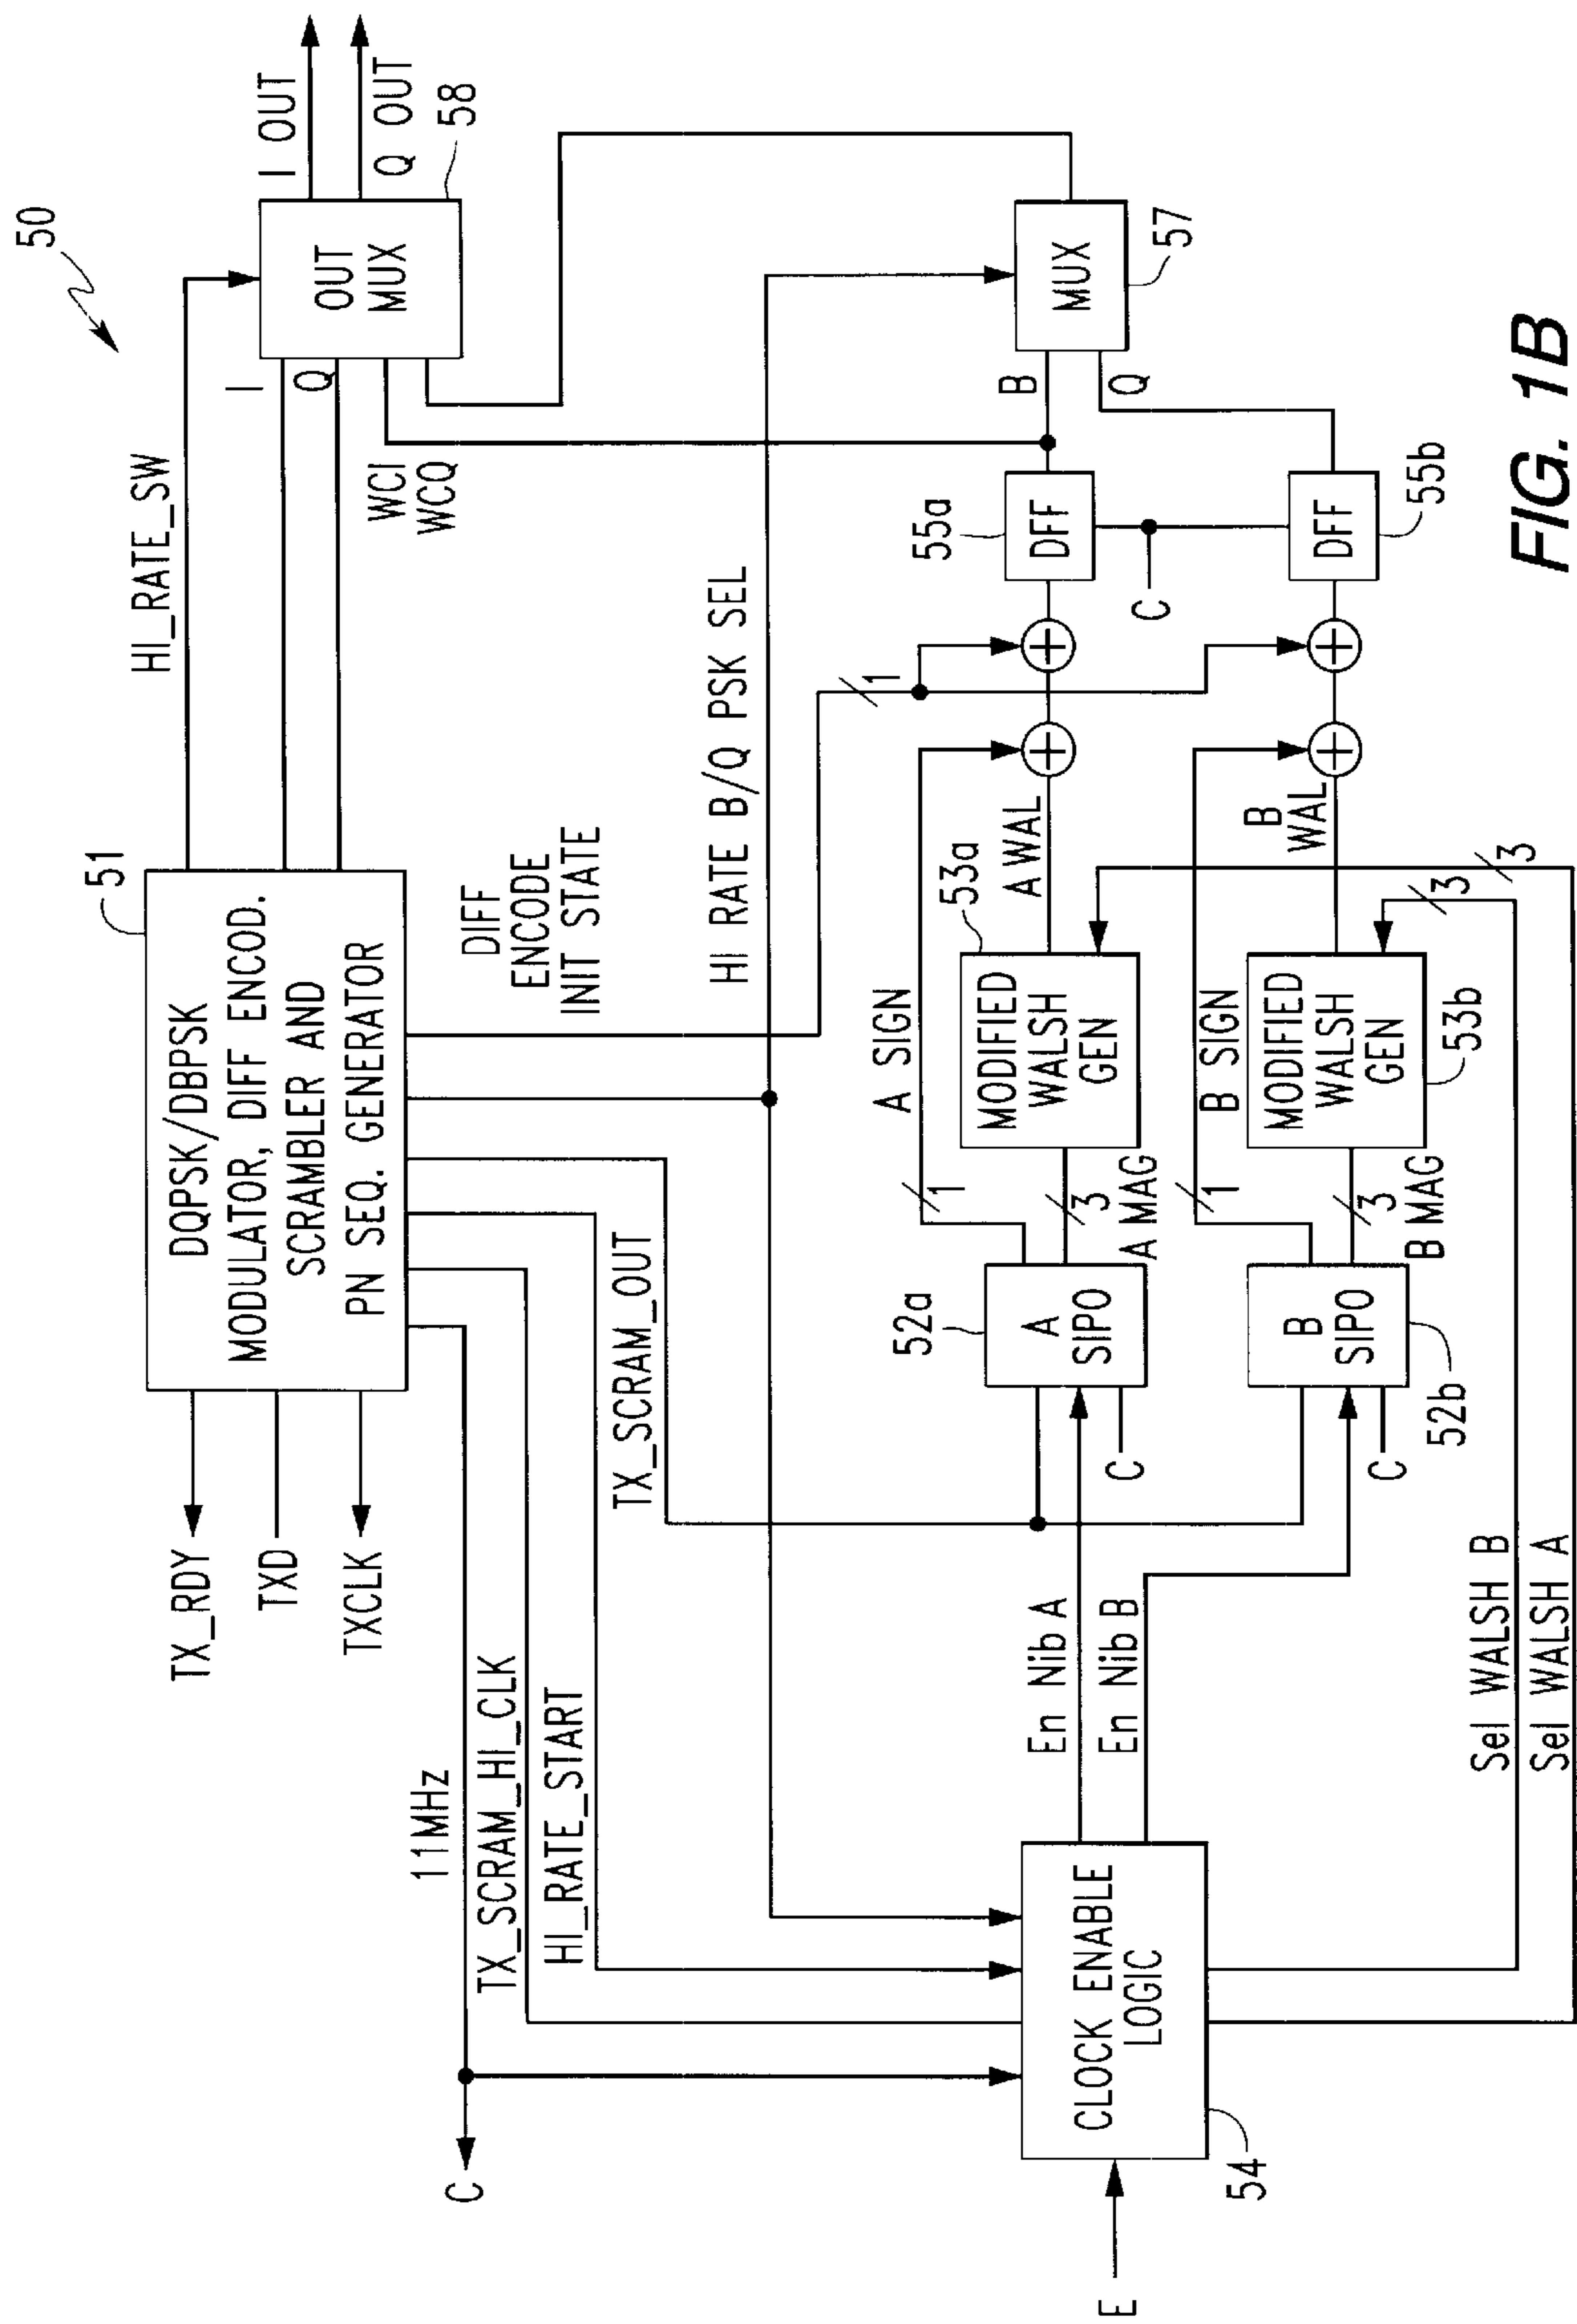 50
51
DQPSK/DBPSK
MODULATOR, DIFF ENCOD.
SCRAMBLER AND
PN SEQ. GENERATOR
TX_RDY
TXD
TXCLK
HI_RATE_SW
I
Q
WCI
WCQ
OUT
MUX
58
I OUT
Q OUT
C
11MHz
TX_SCRAM_HI_CLK
HI_RATE_START
TX_SCRAM_OUT
DIFF
ENCODE
INIT STATE
HI RATE B/Q PSK SEL
1
E
CLOCK ENABLE
LOGIC
54
En Nib A
En Nib B
52a
A
SIPO
C
A SIGN
1
3
A MAG
53a
MODIFIED
WALSH
GEN
A WAL
+
+
55a
DFF
C
B
Q
MUX
57
B
SIPO
52b
C
B SIGN
1
3
B MAG
MODIFIED
WALSH
GEN
53b
B
WAL
3
3
+
+
DFF
55b
Sel WALSH B
Sel WALSH A
FIG. 1B